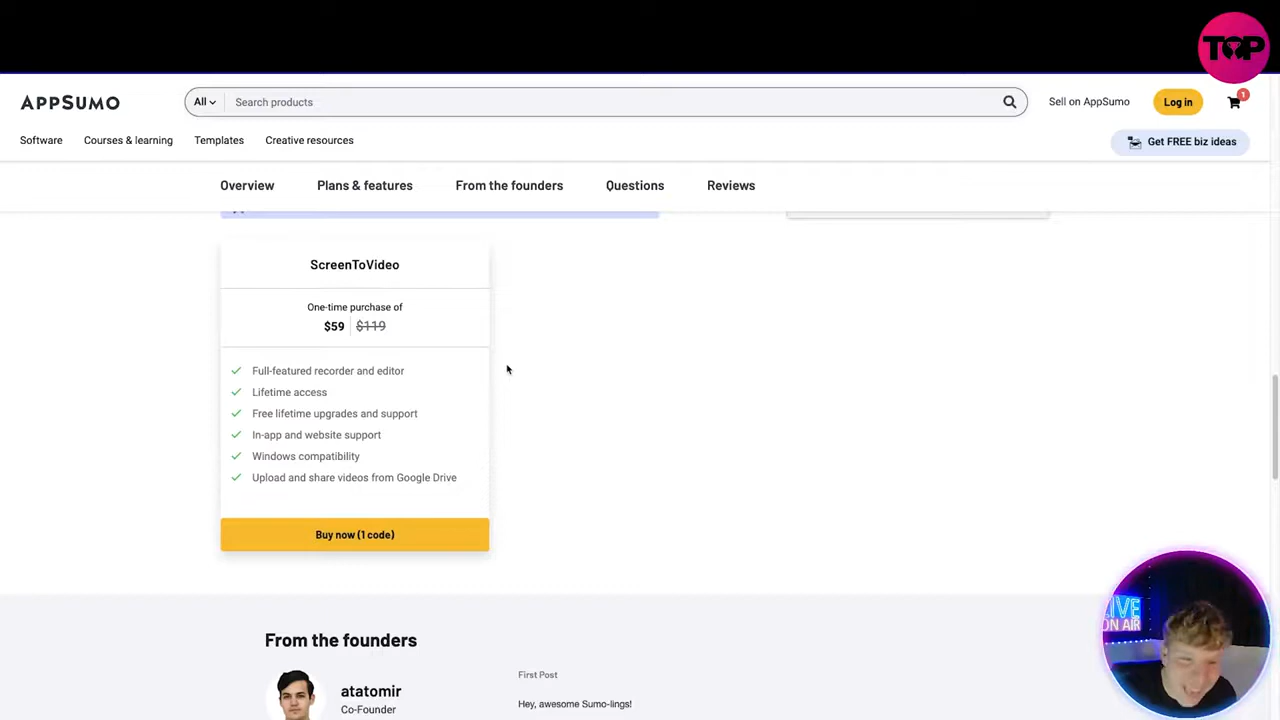 TOP
APPSUMO
All
Search products
Sell on AppSumo
Log in
1
Software
Courses & learning
Templates
Creative resources
Get FREE biz ideas
Overview
Plans & features
From the founders
Questions
Reviews
ScreenToVideo
One-time purchase of
$59 $119
Full-featured recorder and editor
Lifetime access
Free lifetime upgrades and support
In-app and website support
Windows compatibility
Upload and share videos from Google Drive
Buy now (1 code)
From the founders
atatomir
Co-Founder
First Post
Hey, awesome Sumo-lings!
LIVE
ON AIR